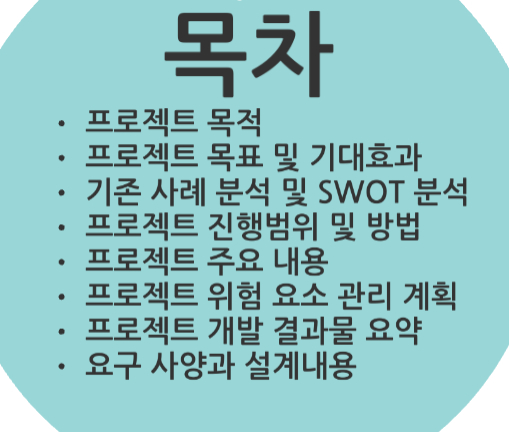 목차
• 프로젝트 목적
• 프로젝트 목표 및 기대효과
• 기존 사례 분석 및 SWOT 분석
• 프로젝트 진행범위 및 방법
• 프로젝트 주요 내용
• 프로젝트 위험 요소 관리 계획
• 프로젝트 개발 결과물 요약
• 요구 사양과 설계내용